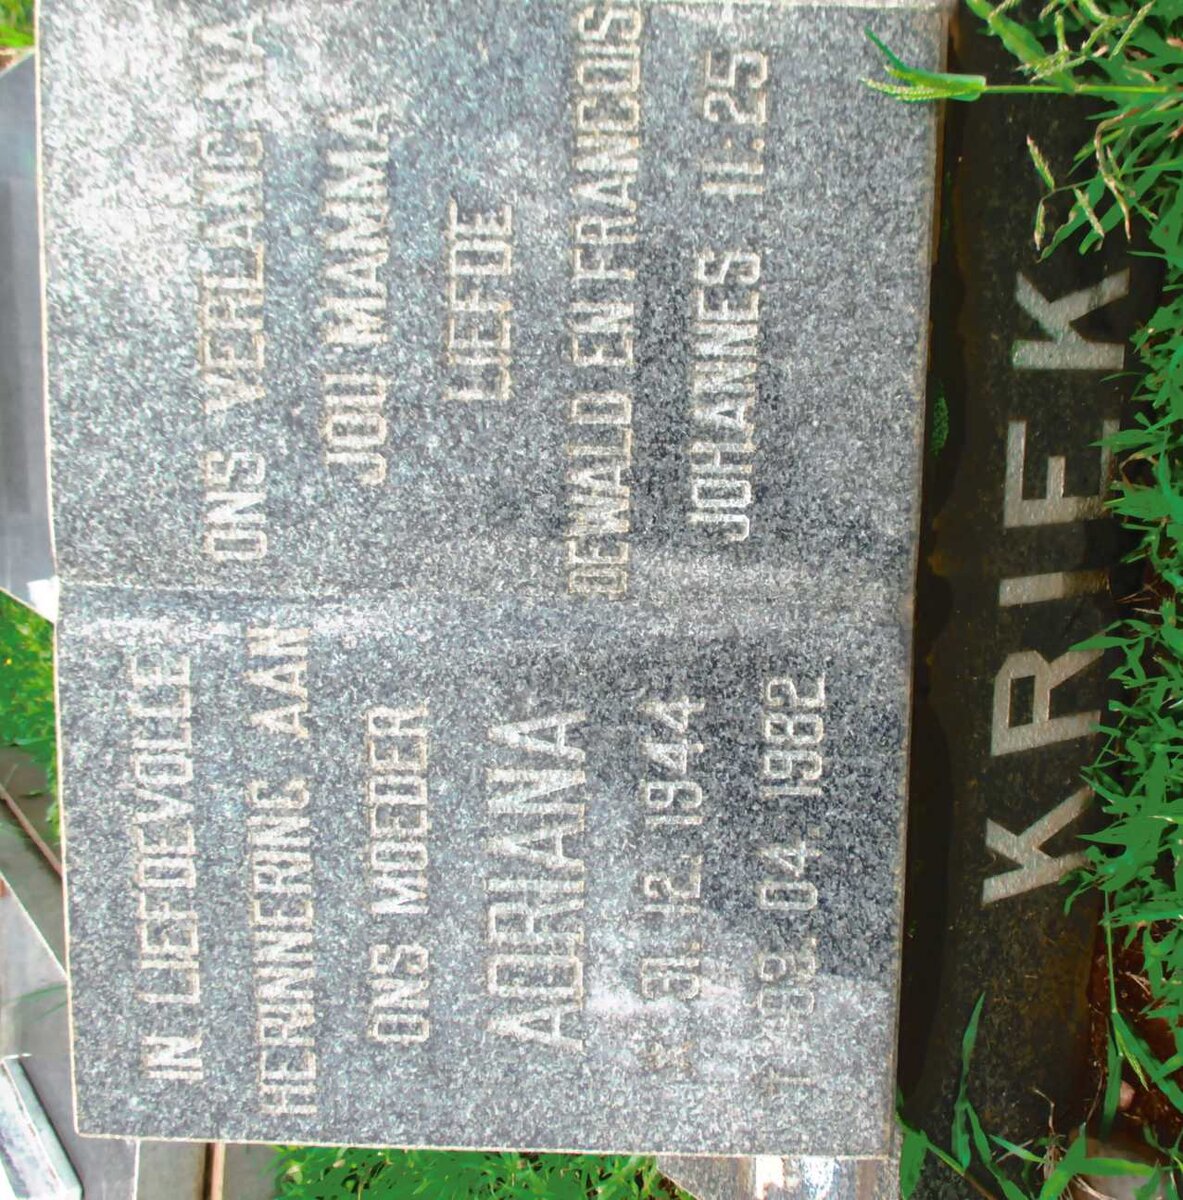 IN LIEFDEVOLLE
HERINNERING AAN
ONS MOEDER
ADRIANA
31. 12. 1944
04. 1982
ONS VERLANG NA
JOU MAMMA
LIEFDE
DEWALD EN FRANCOIS
JOHANNES 11:25
KRIEK